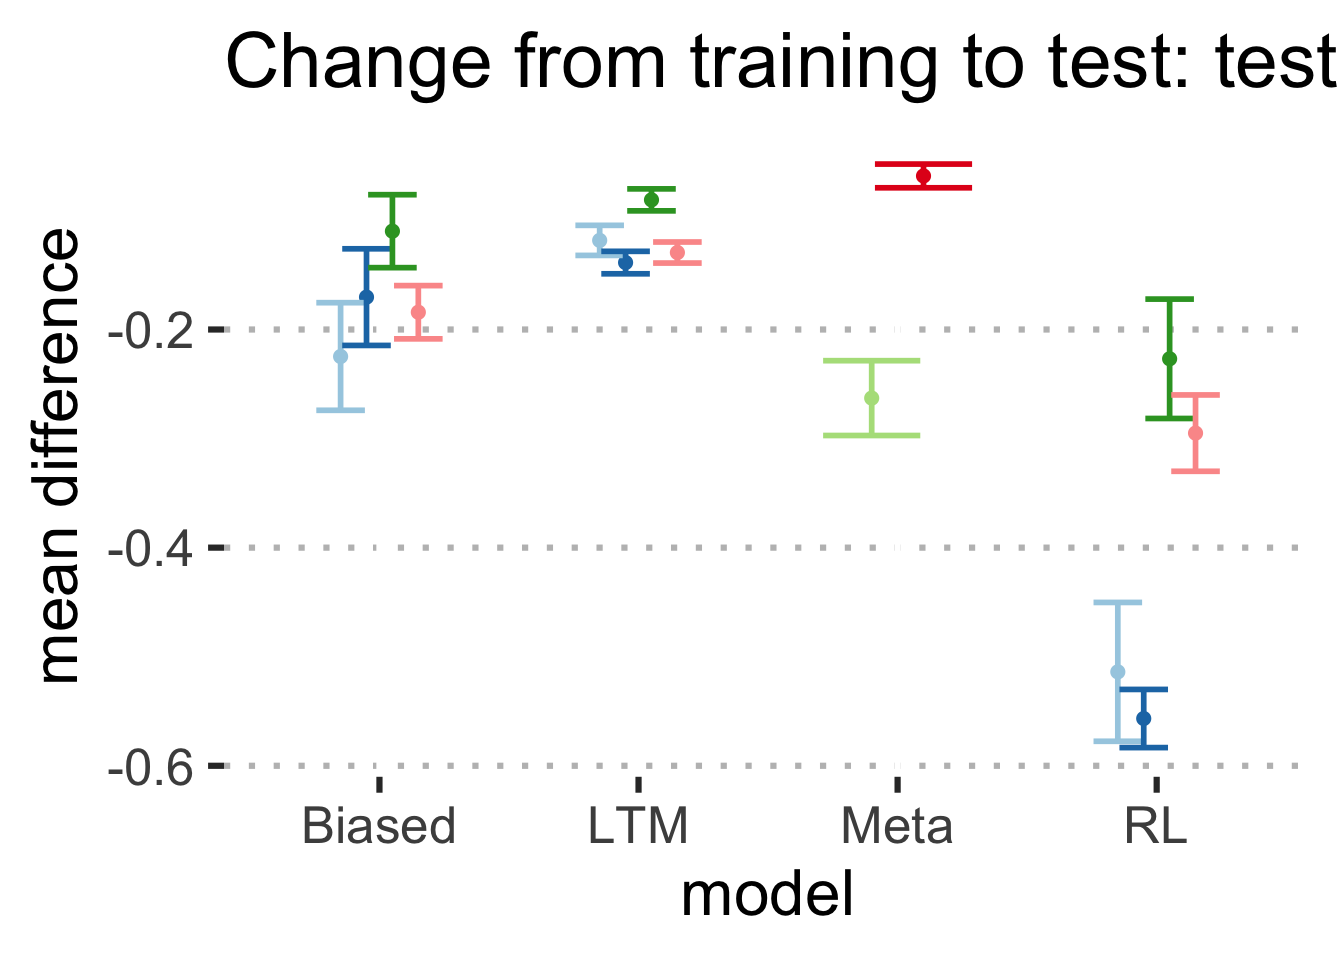 Change from training to test: test
mean difference
-0.2
-0.4
-0.6
Biased LTM Meta RL
model